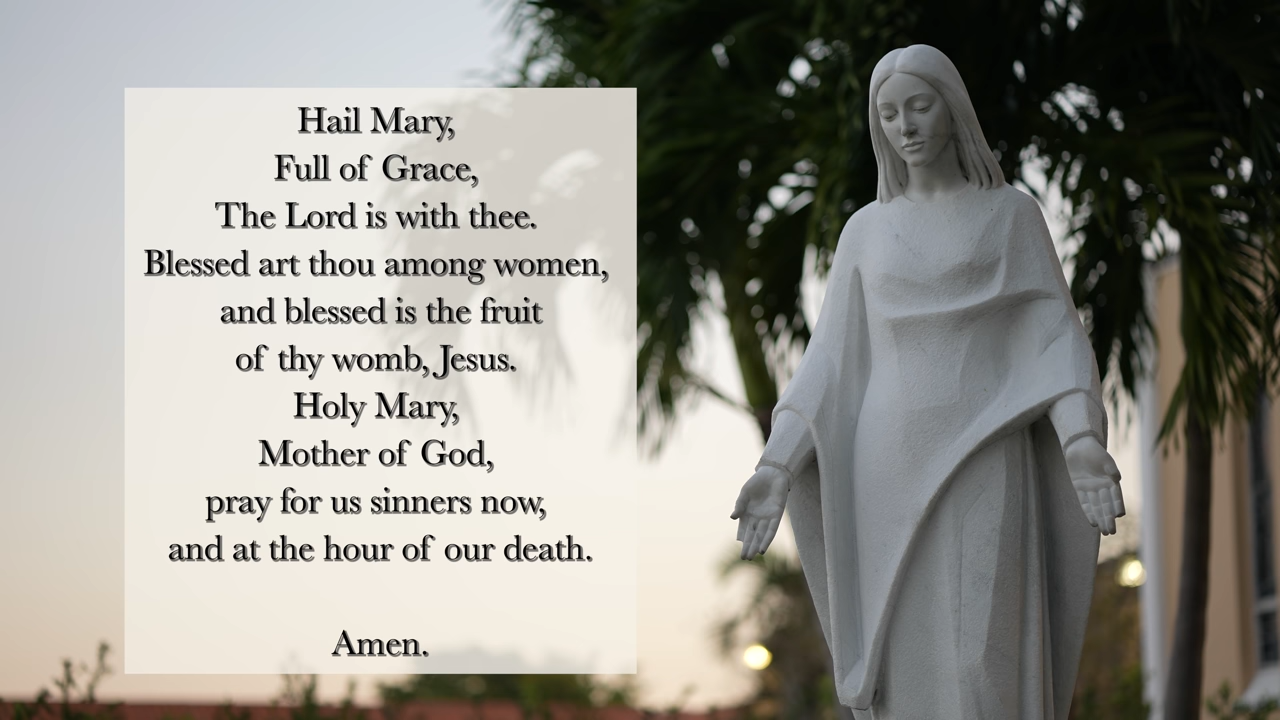 Hail Mary,
Full of Grace,
The Lord is with thee.
Blessed art thou among women,
and blessed is the fruit
of thy womb, Jesus.
Holy Mary,
Mother of God,
pray for us sinners now,
and at the hour of our death.
Amen.